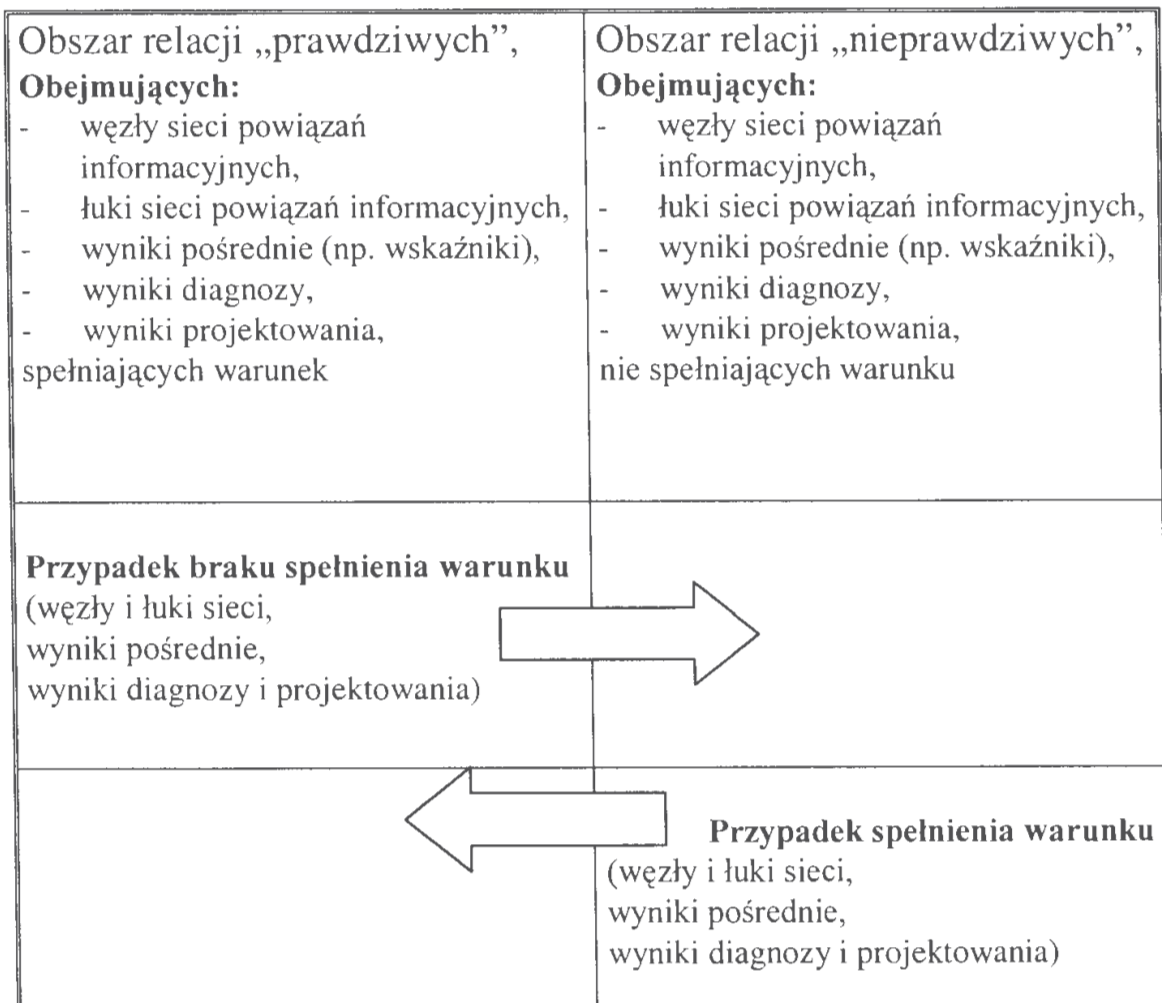 Obszar relacji „prawdziwych”,
Obejmujących:
- węzły sieci powiązań
informacyjnych,
- łuki sieci powiązań informacyjnych,
- wyniki pośrednie (np. wskaźniki),
- wyniki diagnozy,
- wyniki projektowania,
spełniających warunek
Obszar relacji „nieprawdziwych”,
Obejmujących:
- węzły sieci powiązań
informacyjnych,
- łuki sieci powiązań informacyjnych,
- wyniki pośrednie (np. wskaźniki),
- wyniki diagnozy,
- wyniki projektowania,
nie spełniających warunku
Przypadek braku spełnienia warunku
(węzły i łuki sieci,
wyniki pośrednie,
wyniki diagnozy i projektowania)
Przypadek spełnienia warunku
(węzły i łuki sieci,
wyniki pośrednie,
wyniki diagnozy i projektowania)